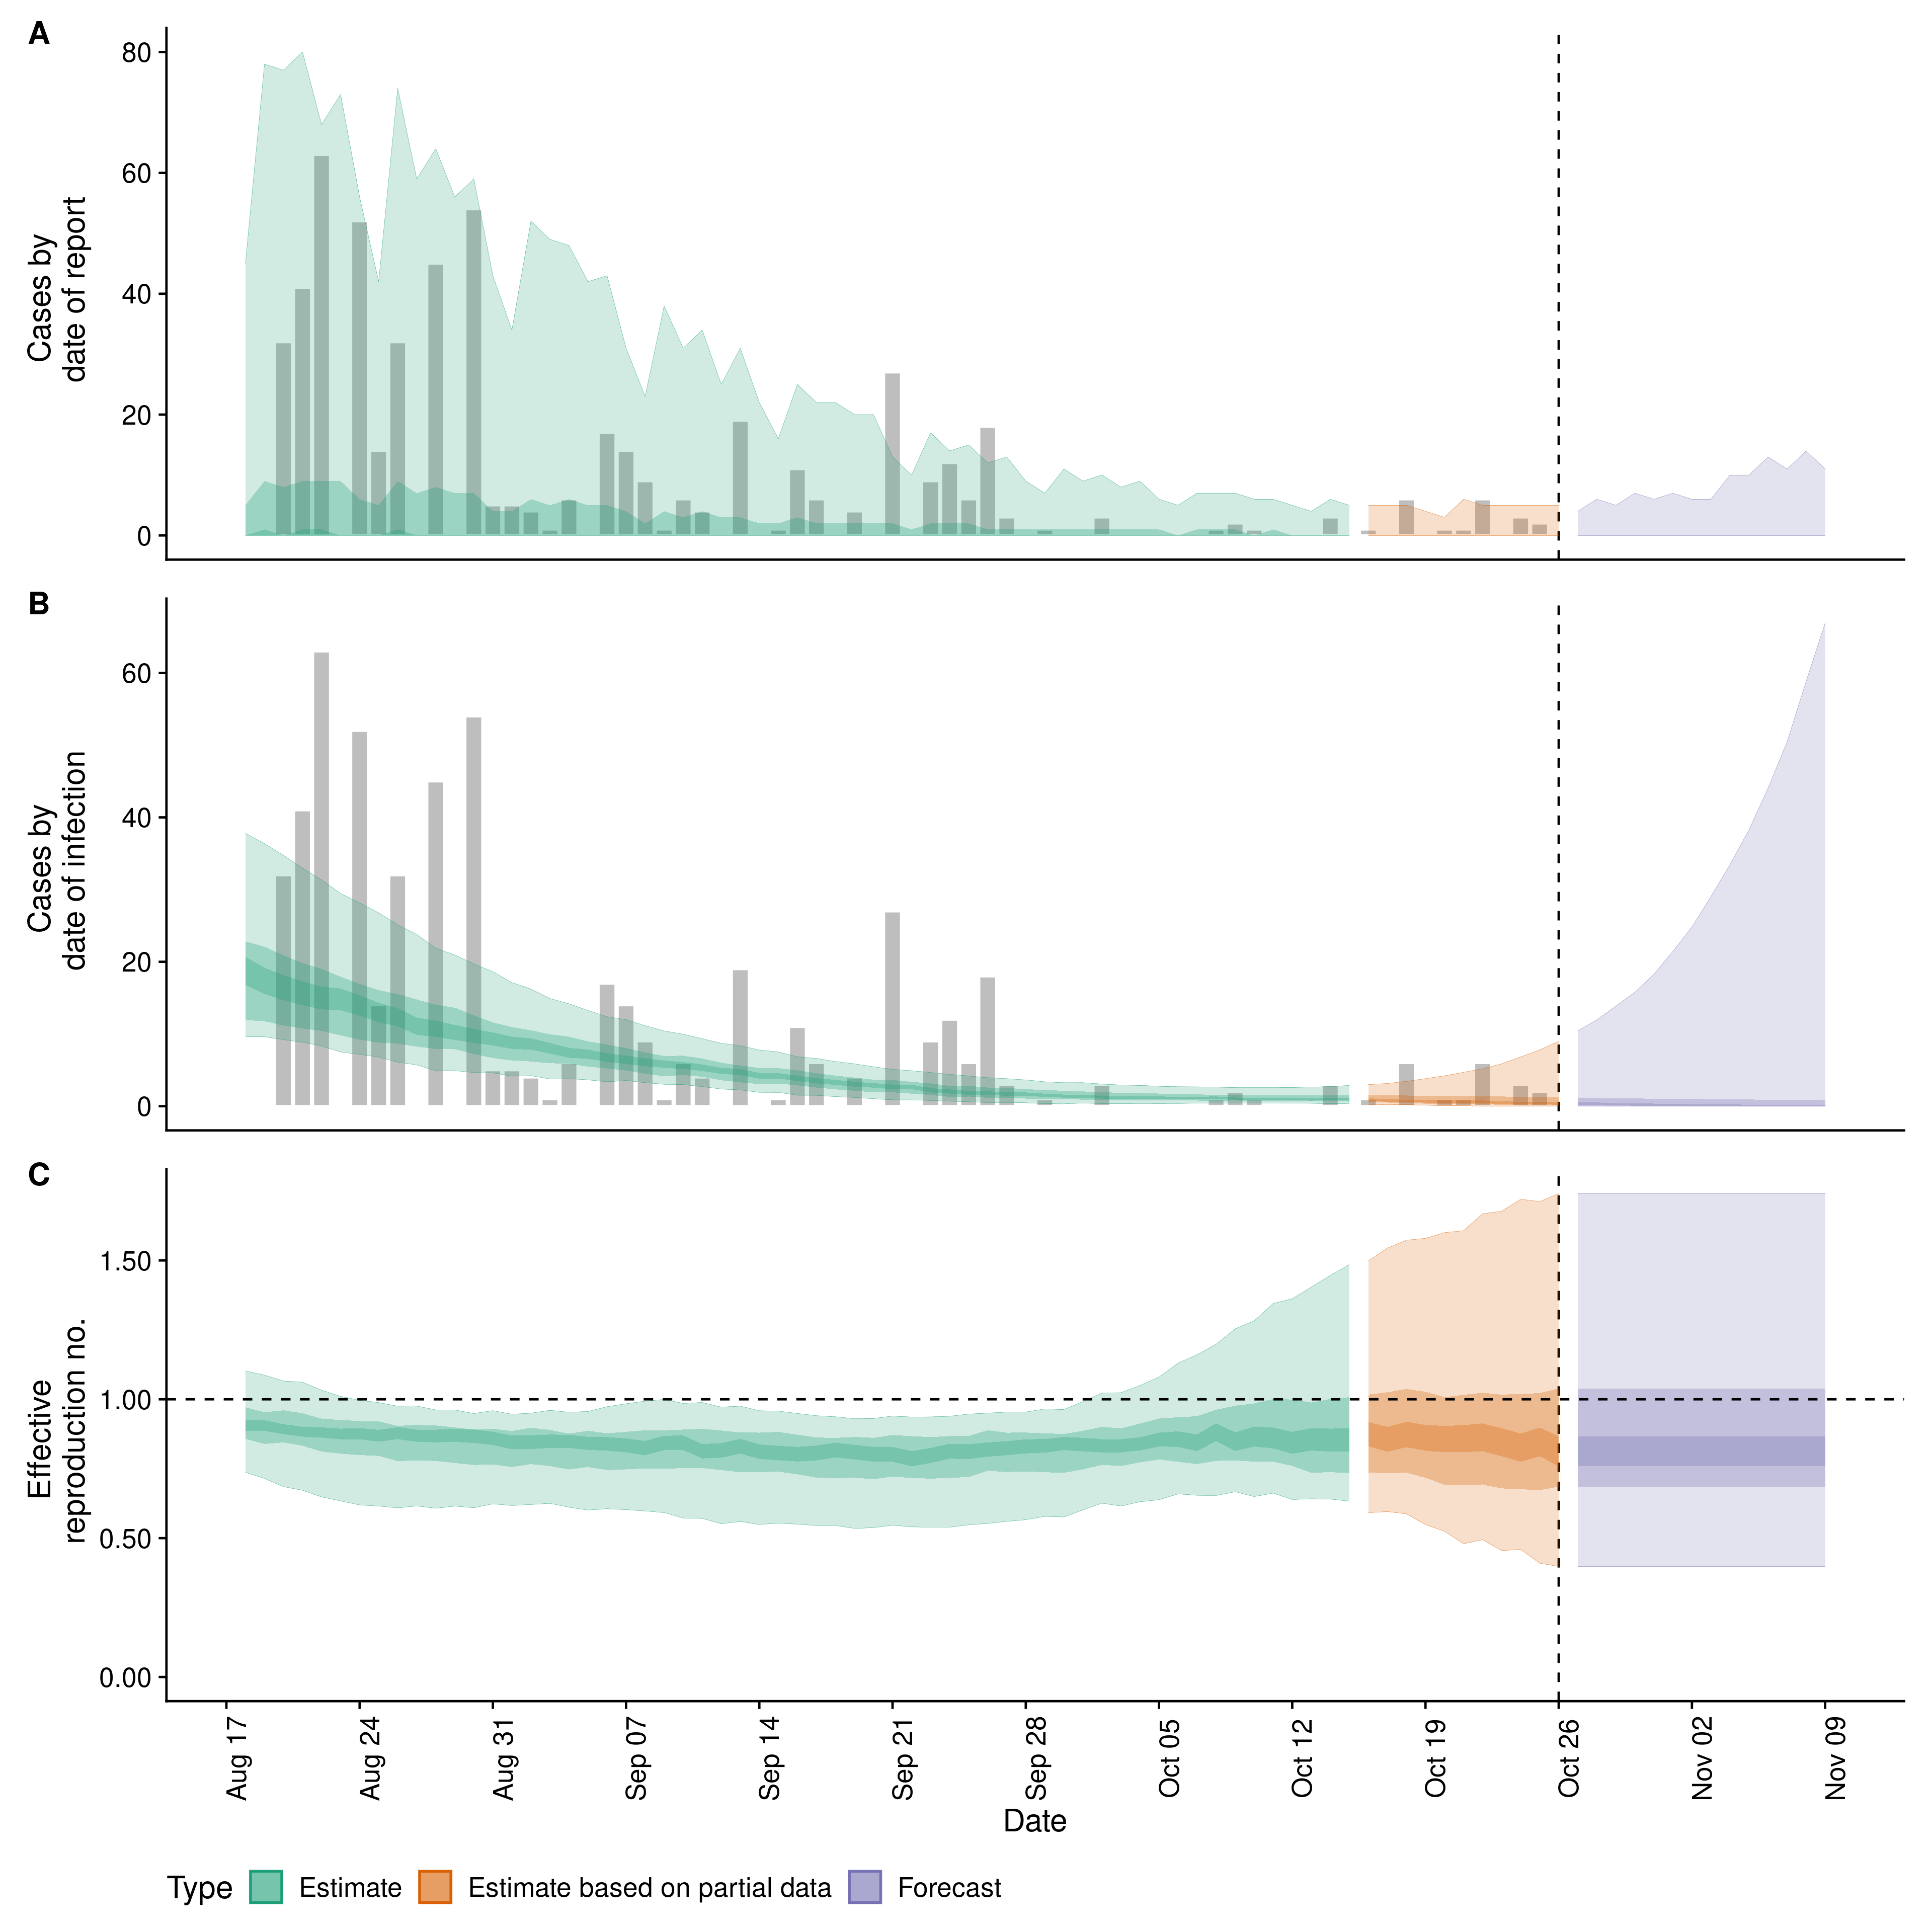 A
80
60
40
20
0
Cases by
date of report
B
60
40
20
0
Cases by
date of infection
C
1.50
1.00
0.50
0.00
Effective
reproduction no.
Aug 17
Aug 24
Aug 31
Sep 07
Sep 14
Sep 21
Sep 28
Oct 05
Oct 12
Oct 19
Oct 26
Nov 02
Nov 09
Date
Type Estimate Estimate based on partial data Forecast